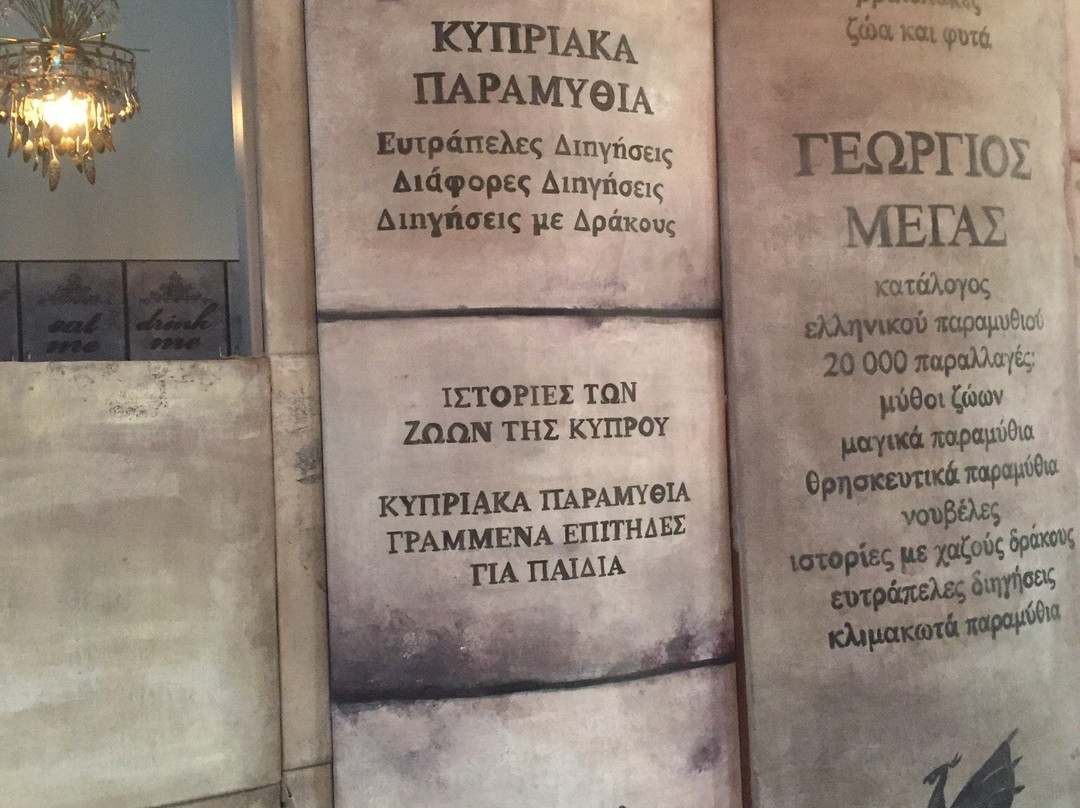 ΚΥΠΡΙΑΚΑ
ΠΑΡΑΜΥΘΙΑ
Ευτράπελες Διηγήσεις
Διάφορες Διηγήσεις
Διηγήσεις με Δράκους
ΙΣΤΟΡΙΕΣ ΤΩΝ
ΖΩΩΝ ΤΗΣ ΚΥΠΡΟΥ
ΚΥΠΡΙΑΚΑ ΠΑΡΑΜΥΘΙΑ
ΓΡΑΜΜΕΝΑ ΕΠΙΤΗΔΕΣ
ΓΙΑ ΠΑΙΔΙΑ
ζώα και φυτά
ΓΕΩΡΓΙΟΣ
ΜΕΓΑΣ
κατάλογος
ελληνικού παραμυθιού
20 000 παραλλαγές:
μύθοι ζώων
μαγικά παραμύθια
θρησκευτικά παραμύθια
νουβέλες
ιστορίες με χαζούς δράκους
ευτράπελες διηγήσεις
κλιμακωτά παραμύθια
eat
me
drink
me